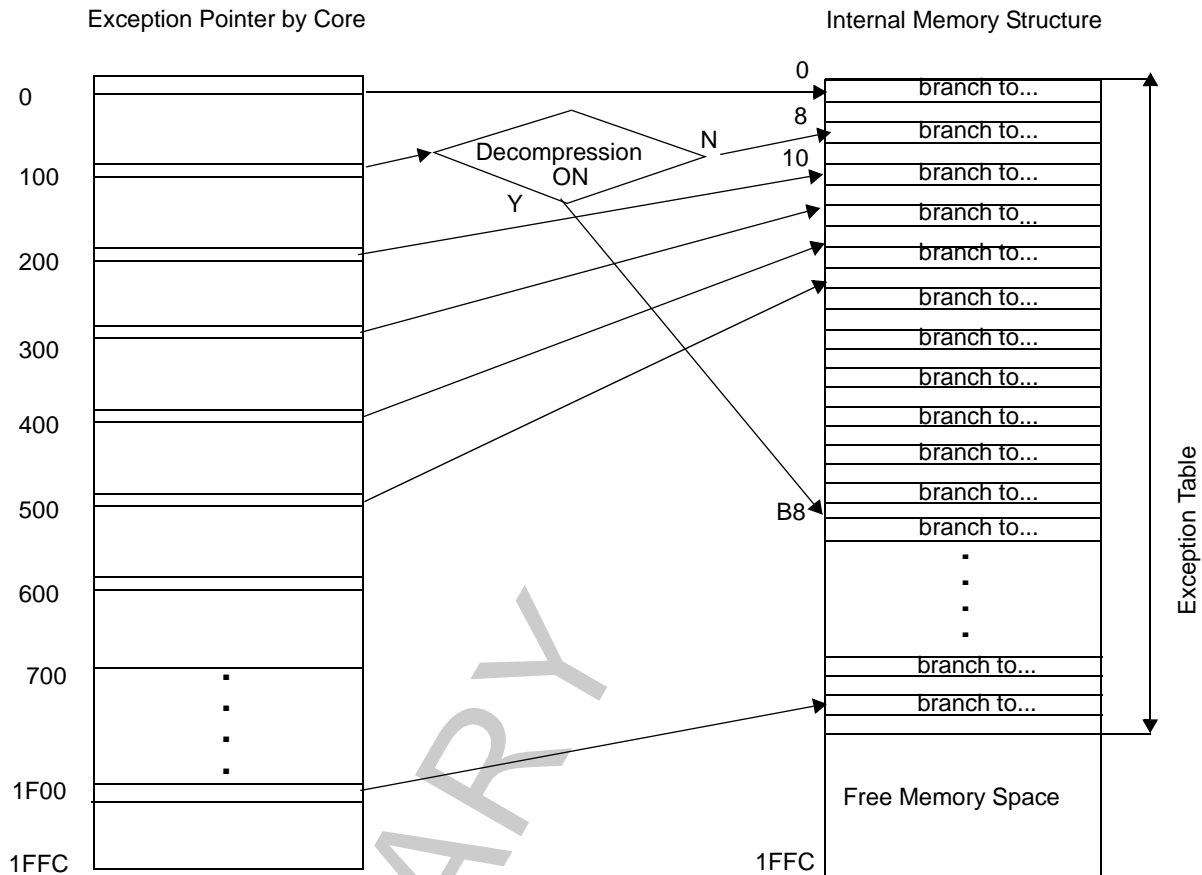 Exception Pointer by Core
Internal Memory Structure
0
100
200
300
400
500
600
700
1F00
1FFC
Decompression
ON
N
Y
0
8
10
B8
1FFC
branch to...
branch to...
branch to...
branch to...
branch to...
branch to...
branch to...
branch to...
branch to...
branch to...
branch to...
branch to...
branch to...
branch to...
Free Memory Space
Exception Table
ARY